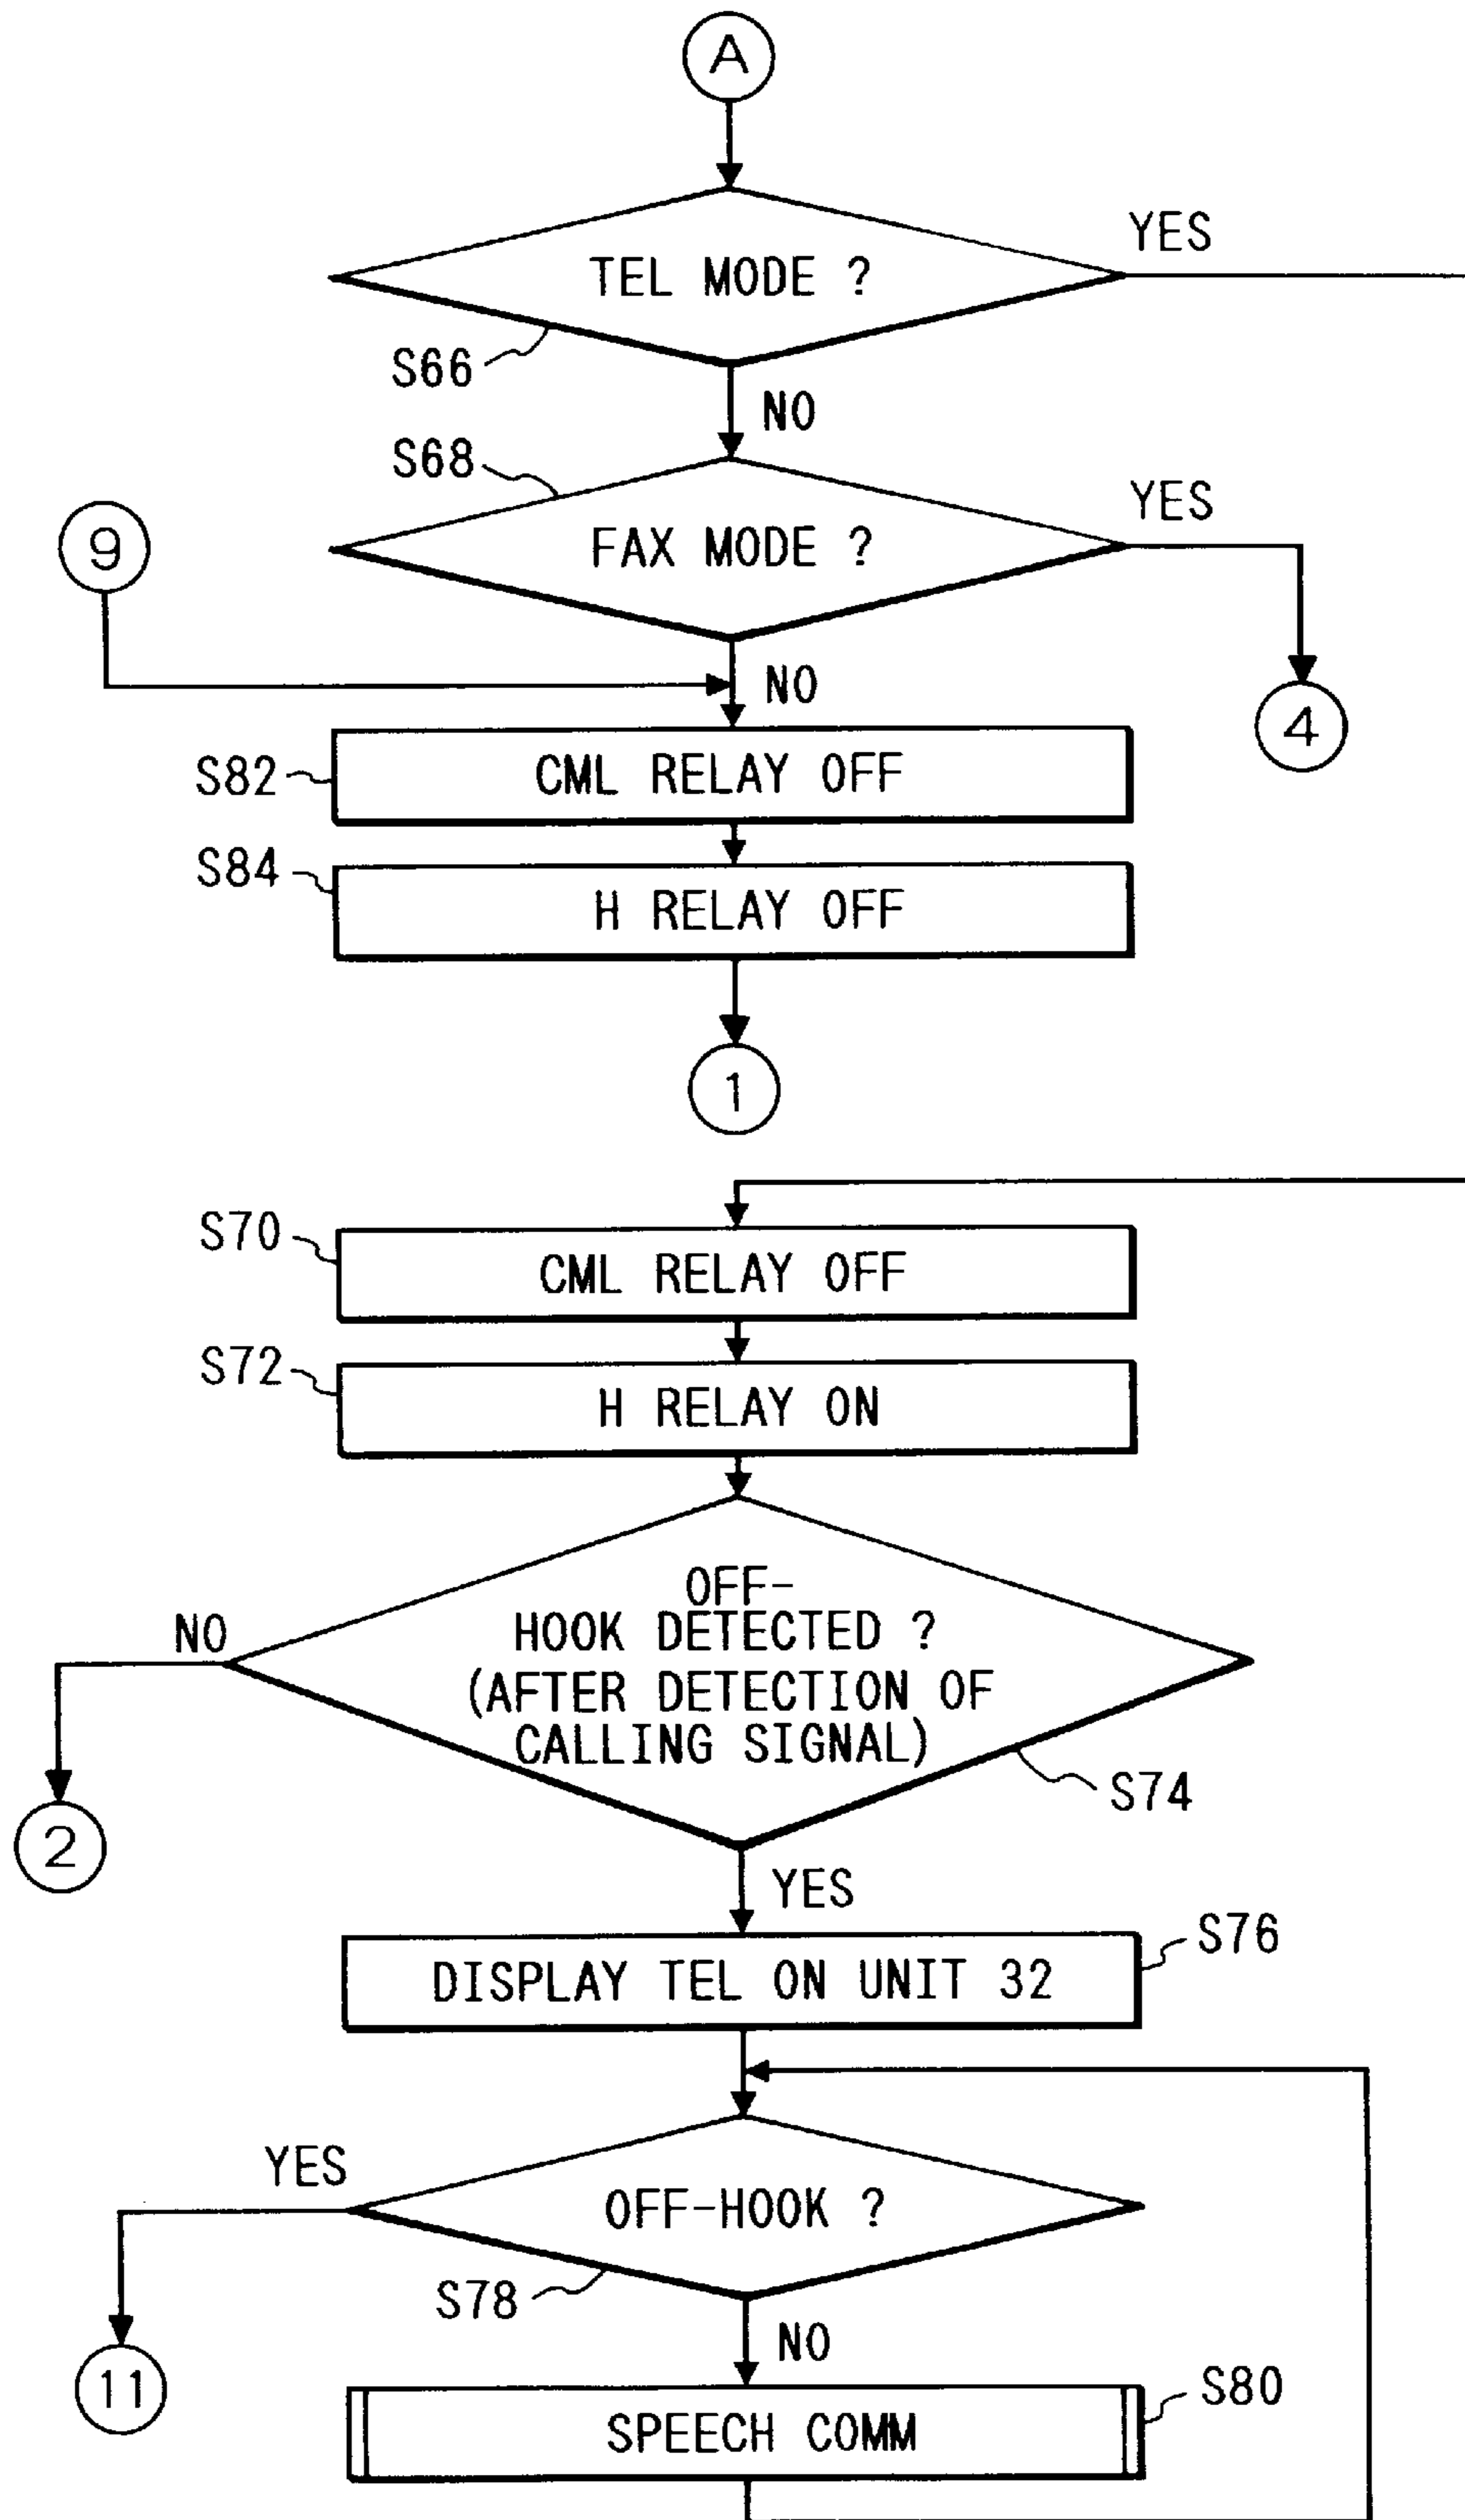 A
TEL MODE ?
YES
S66
NO
S68
FAX MODE ?
YES
9
NO
4
S82
CML RELAY OFF
S84
H RELAY OFF
1
S70
CML RELAY OFF
S72
H RELAY ON
OFF-
HOOK DETECTED ?
(AFTER DETECTION OF
CALLING SIGNAL)
NO
S74
2
YES
S76
DISPLAY TEL ON UNIT 32
YES
OFF-HOOK ?
S78
NO
11
S80
SPEECH COMM